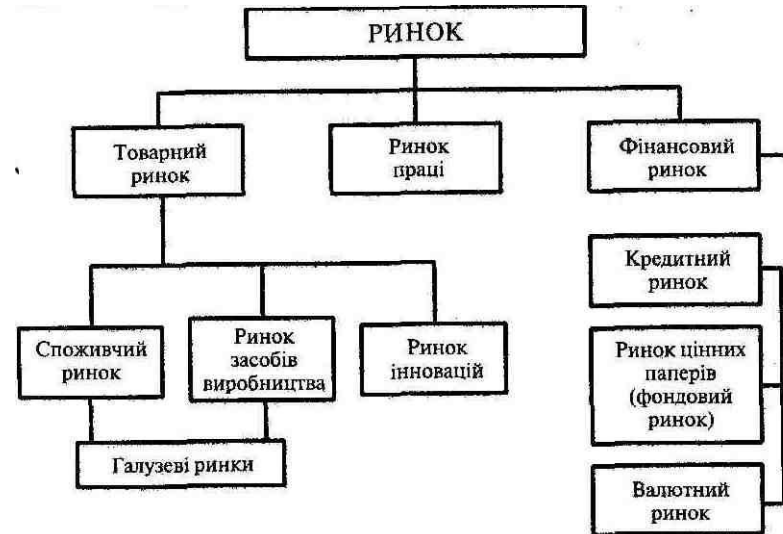 РИНОК
Товарний
ринок
Ринок
праці
Фінансовий
ринок
Споживчий
ринок
Ринок
засобів
виробництва
Ринок
інновацій
Галузеві ринки
Кредитний
ринок
Ринок цінних
паперів
(фондовий
ринок)
Валютний
ринок